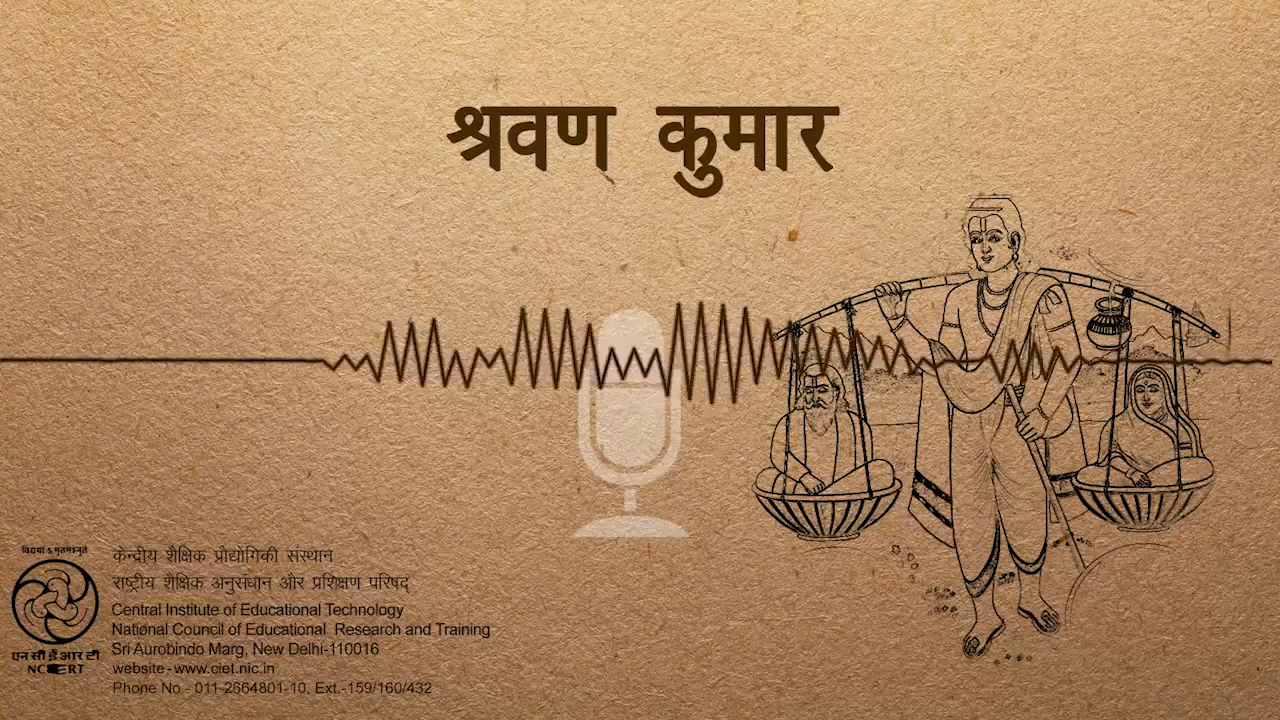 श्रवण कुमार
विद्यया ऽ मृतमश्नुते
एन सी ई आर टी
NCERT
केन्द्रीय शैक्षिक प्रौद्योगिकी संस्थान
राष्ट्रीय शैक्षिक अनुसंधान और प्रशिक्षण परिषद्
Central Institute of Educational Technology
National Council of Educational Research and Training
Sri Aurobindo Marg, New Delhi-110016
website - www.ciet.nic.in
Phone No.- 011-2664801-10, Ext.-159/160/432